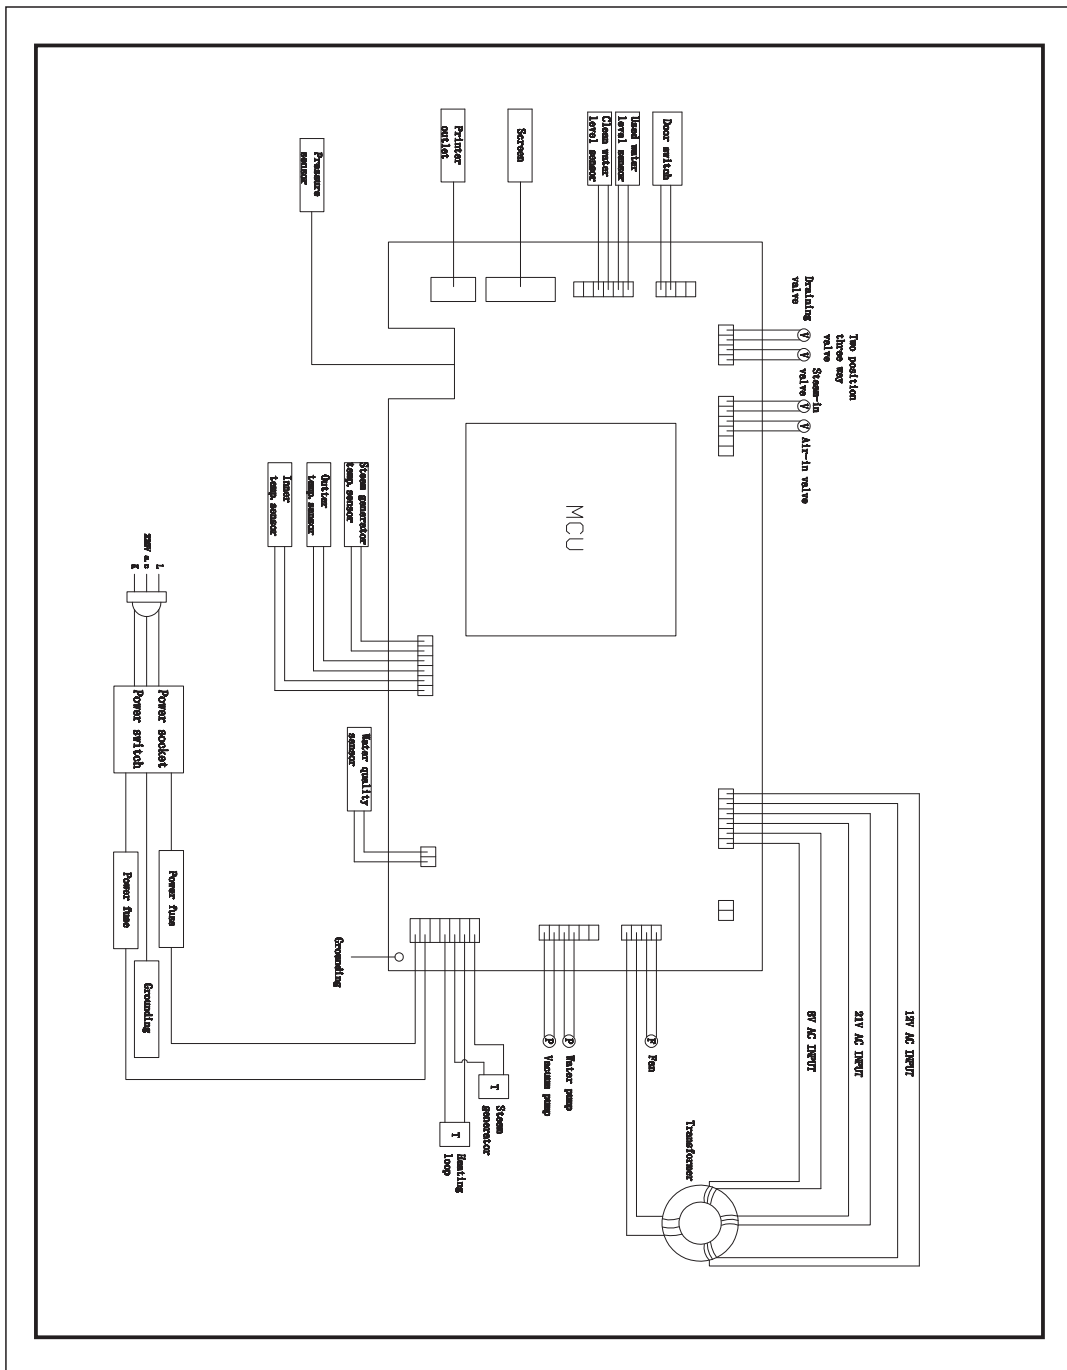 Pressure
sensor
Printer
outlet
Screen
Clean water
level sensor
Used water
level sensor
Door switch
Draining
valve
Two position
three way
valve
Steam-in
valve
Air-in valve
V
V
V
V
MCU
Steam generator
temp. sensor
Outter
temp. sensor
Inner
temp. sensor
L
a.c
Power socket
Power switch
Water quality
sensor
Power fuse
Power fuse
Grounding
Grounding
12V AC INPUT
21V AC INPUT
8V AC INPUT
F
Fan
P
Water pump
P
Vacuum pump
T
Steam
generator
T
Heating
loop
Transformer